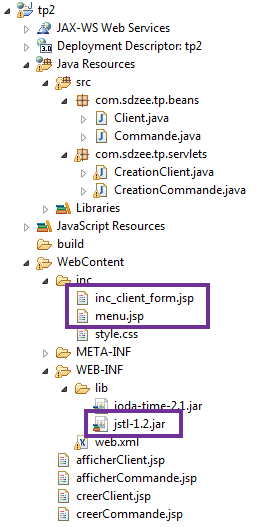 tp2
JAX-WS Web Services
Deployment Descriptor: tp2
3.0
Java Resources
src
com.sdzee.tp.beans
Client.java
Commande.java
com.sdzee.tp.servlets
CreationClient.java
CreationCommande.java
Libraries
JavaScript Resources
build
WebContent
inc
inc_client_form.jsp
menu.jsp
style.css
META-INF
WEB-INF
lib
joda-time-2.1.jar
jstl-1.2.jar
web.xml
afficherClient.jsp
afficherCommande.jsp
creerClient.jsp
creerCommande.jsp